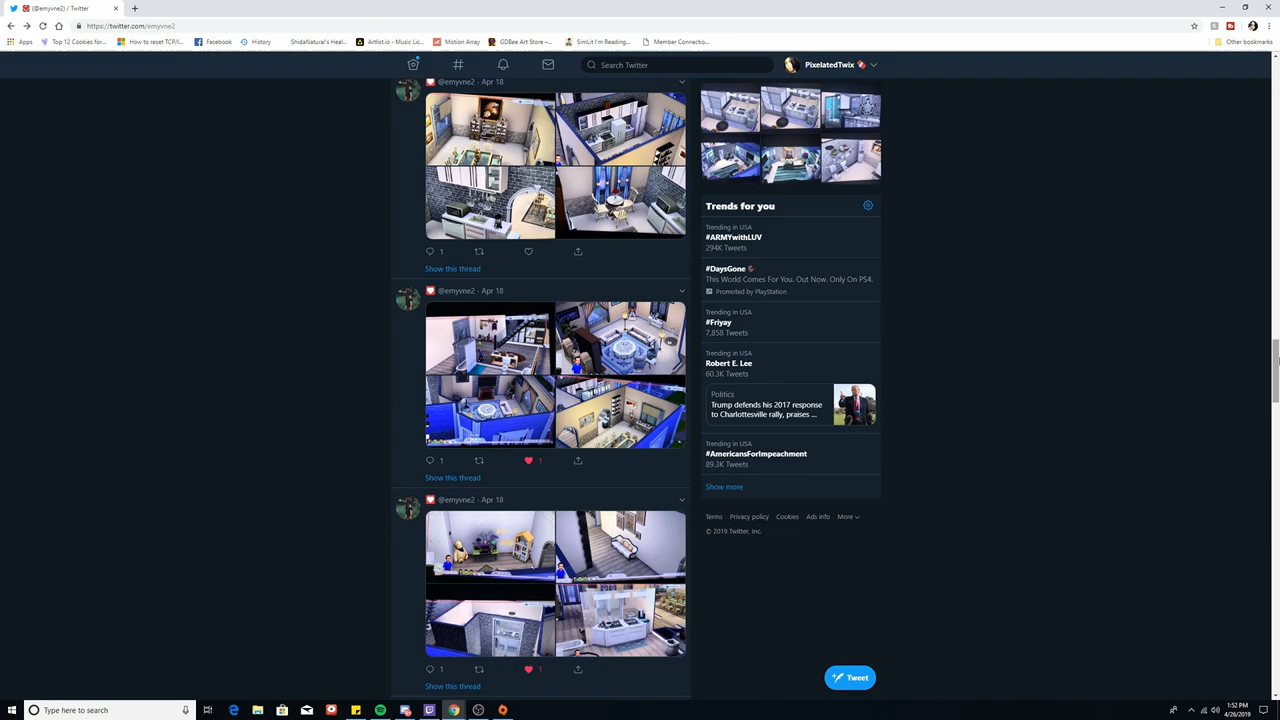 (@emyvne2) / Twitter
https://twitter.com/emyvne2
Apps
Top 12 Cookies for...
How to reset TCP/I...
Facebook
History
ShidaNatural's Heal...
Artlist.io - Music Lic...
Motion Array
GDBee Art Store –...
SimLit I'm Reading...
Member Connectio...
Other bookmarks
Search Twitter
PixelatedTwix
@emyvne2 · Apr 18
1
Show this thread
@emyvne2 · Apr 18
1 1
Show this thread
@emyvne2 · Apr 18
1 1
Show this thread
Trends for you
Trending in USA
#ARMYwithLUV
294K Tweets
#DaysGone
This World Comes For You. Out Now. Only On PS4.
Promoted by PlayStation
Trending in USA
#Friyay
7,858 Tweets
Trending in USA
Robert E. Lee
60.3K Tweets
Politics
Trump defends his 2017 response
to Charlottesville rally, praises ...
Trending in USA
#AmericansForImpeachment
89.3K Tweets
Show more
Terms Privacy policy Cookies Ads info More
© 2019 Twitter, Inc.
Tweet
Type here to search
1:52 PM
4/26/2019